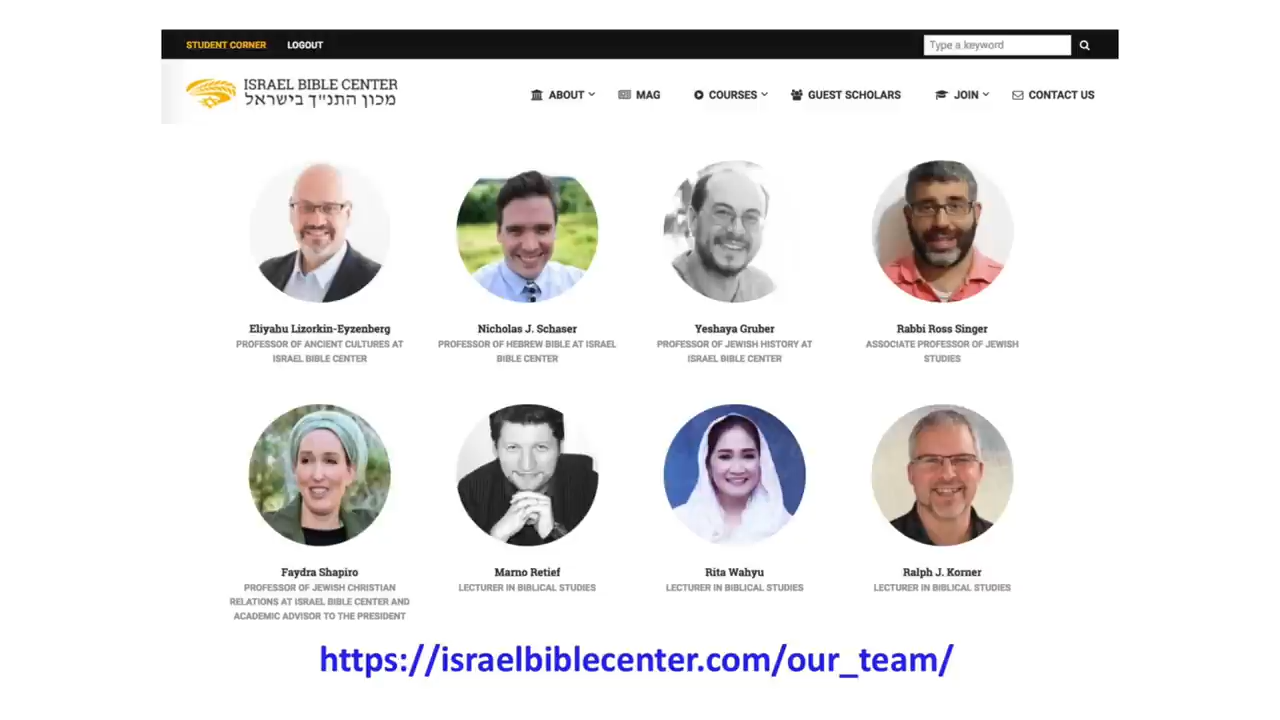 STUDENT CORNER LOGOUT Type a keyword
ISRAEL BIBLE CENTER
מכון התנ"ך בישראל
ABOUT MAG COURSES GUEST SCHOLARS JOIN CONTACT US
Eliyahu Lizorkin-Eyzenberg
PROFESSOR OF ANCIENT CULTURES AT
ISRAEL BIBLE CENTER
Nicholas J. Schaser
PROFESSOR OF HEBREW BIBLE AT ISRAEL
BIBLE CENTER
Yeshaya Gruber
PROFESSOR OF JEWISH HISTORY AT
ISRAEL BIBLE CENTER
Rabbi Ross Singer
ASSOCIATE PROFESSOR OF JEWISH
STUDIES
Faydra Shapiro
PROFESSOR OF JEWISH CHRISTIAN
RELATIONS AT ISRAEL BIBLE CENTER AND
ACADEMIC ADVISOR TO THE PRESIDENT
Marno Retief
LECTURER IN BIBLICAL STUDIES
Rita Wahyu
LECTURER IN BIBLICAL STUDIES
Ralph J. Korner
LECTURER IN BIBLICAL STUDIES
https://israelbiblecenter.com/our_team/